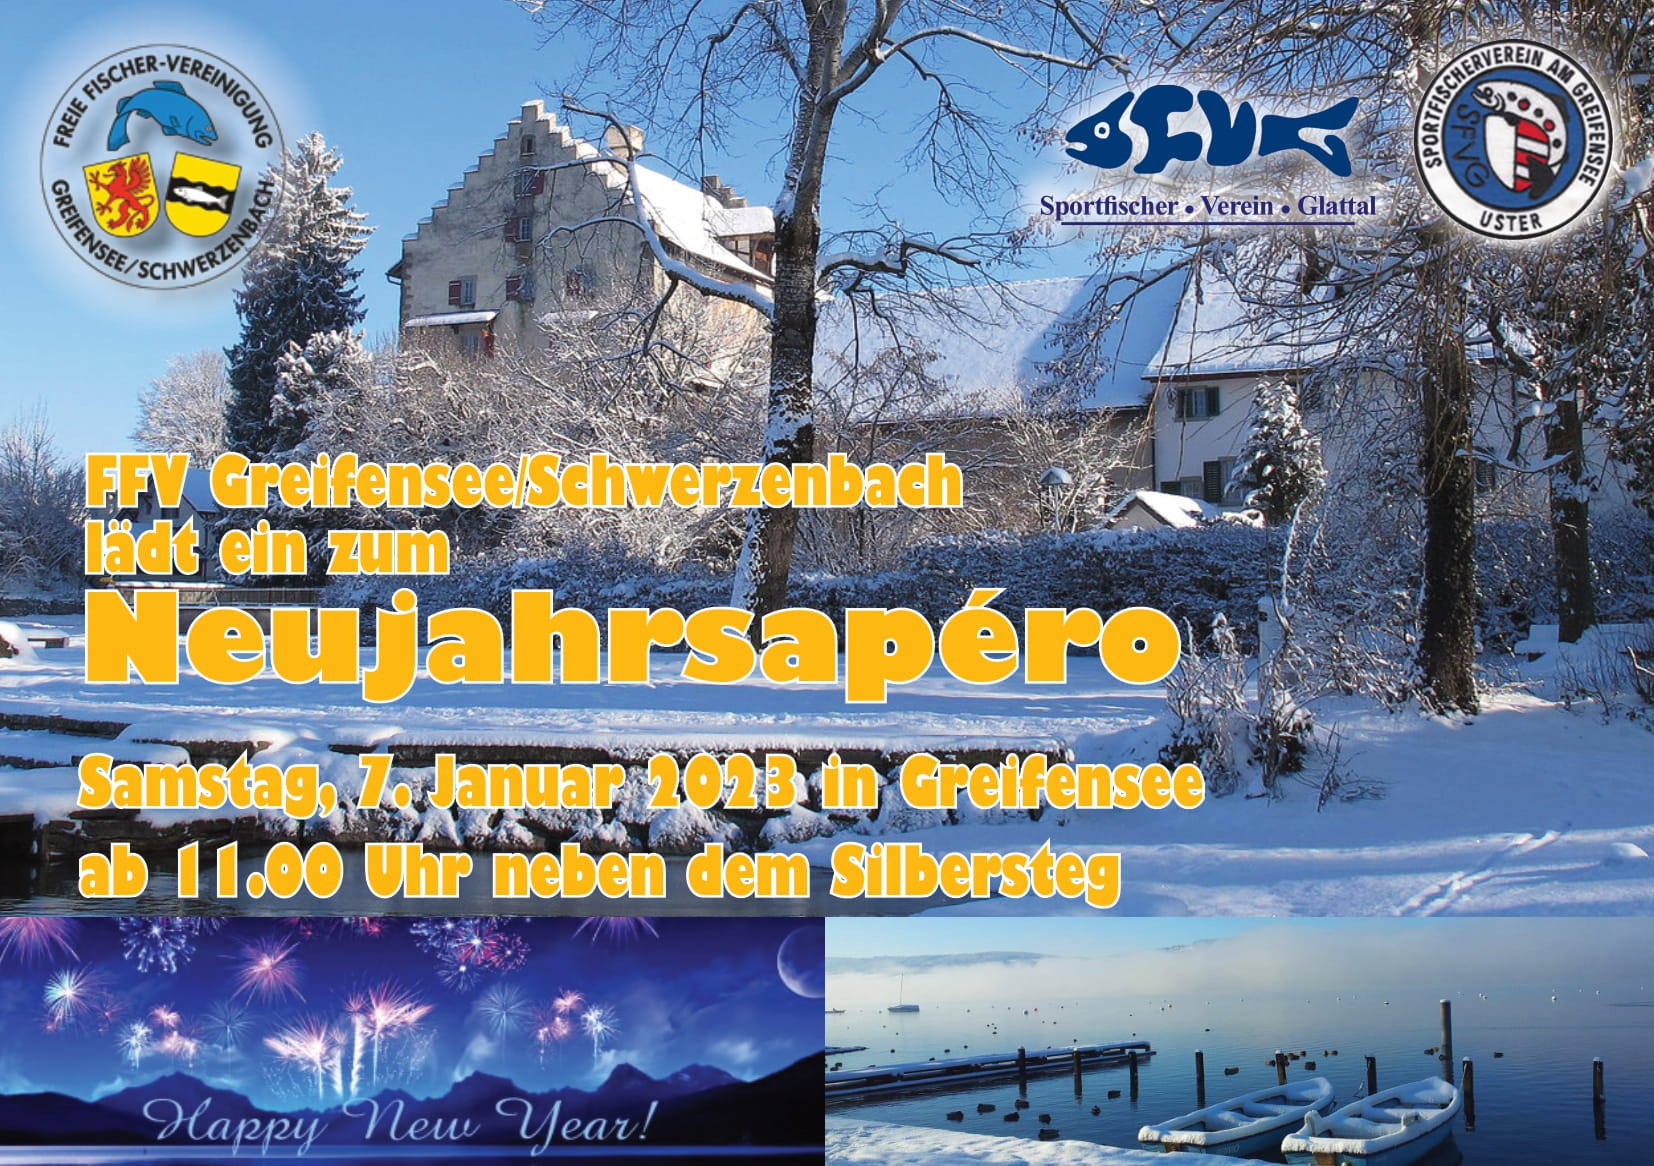 FREIE FISCHER-VEREINIGUNG
GREIFENSEE/SCHWERZENBACH
Sportfischer • Verein • Glattal
SPORTFISCHERVEREIN AM GREIFENSEE
SFVG
USTER
FFV Greifensee/Schwerzenbach
lädt ein zum
Neujahrsapéro
Samstag, 7. Januar 2023 in Greifensee
ab 11.00 Uhr neben dem Silbersteg
Happy New Year!